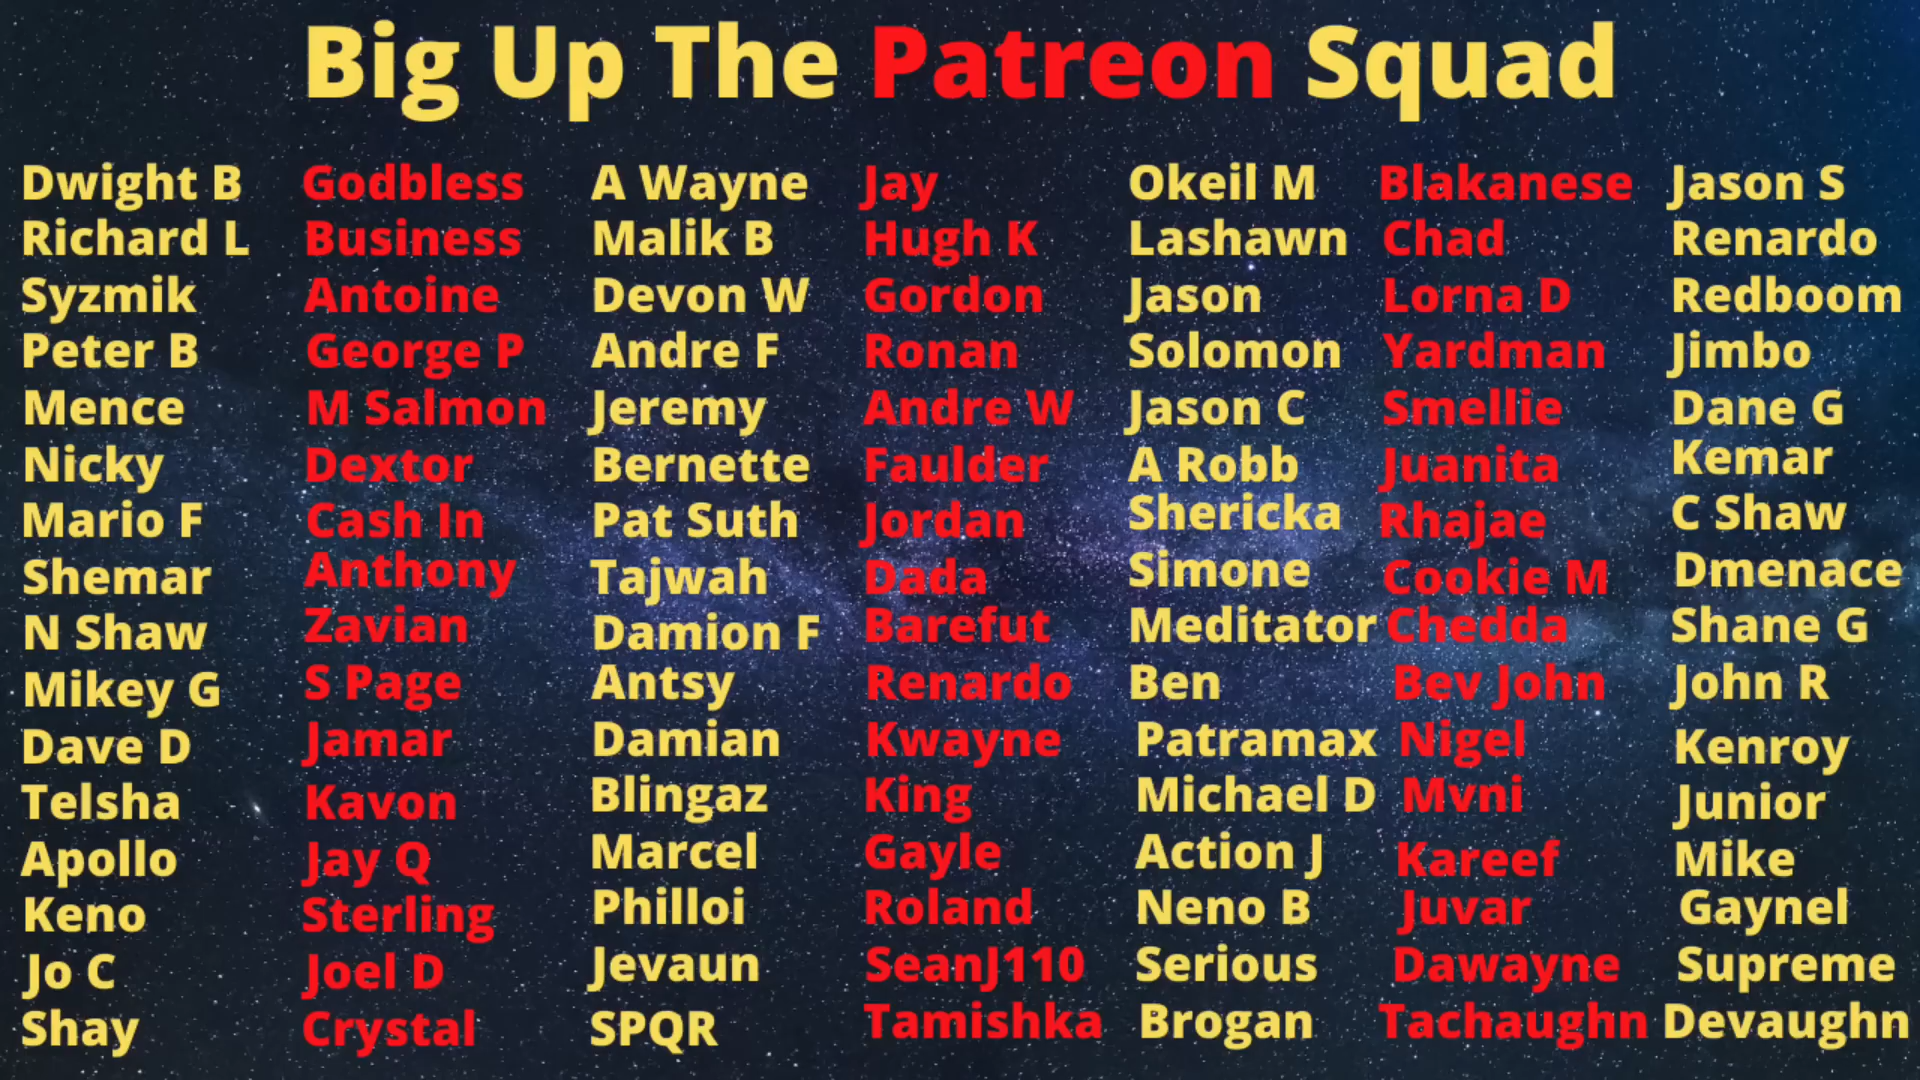 Big Up The Patreon Squad
Dwight B
Richard L
Syzmik
Peter B
Mence
Nicky
Mario F
Shemar
N Shaw
Mikey G
Dave D
Telsha
Apollo
Keno
Jo C
Shay
Godbless
Business
Antoine
George P
M Salmon
Dextor
Cash In
Anthony
Zavian
S Page
Jamar
Kavon
Jay Q
Sterling
Joel D
Crystal
A Wayne
Malik B
Devon W
Andre F
Jeremy
Bernette
Pat Suth
Tajwah
Damion F
Antsy
Damian
Blingaz
Marcel
Philloi
Jevaun
SPQR
Jay
Hugh K
Gordon
Ronan
Andre W
Faulder
Jordan
Dada
Barefut
Renardo
Kwayne
King
Gayle
Roland
SeanJ110
Tamishka
Okeil M
Lashawn
Jason
Solomon
Jason C
A Robb
Shericka
Simone
Meditator
Ben
Patramax
Michael D
Action J
Neno B
Serious
Brogan
Blakanese
Chad
Lorna D
Yardman
Smellie
Juanita
Rhajae
Cookie M
Chedda
Bev John
Nigel
Mvni
Kareef
Juvar
Dawayne
Tachaughn
Jason S
Renardo
Redboom
Jimbo
Dane G
Kemar
C Shaw
Dmenace
Shane G
John R
Kenroy
Junior
Mike
Gaynel
Supreme
Devaughn